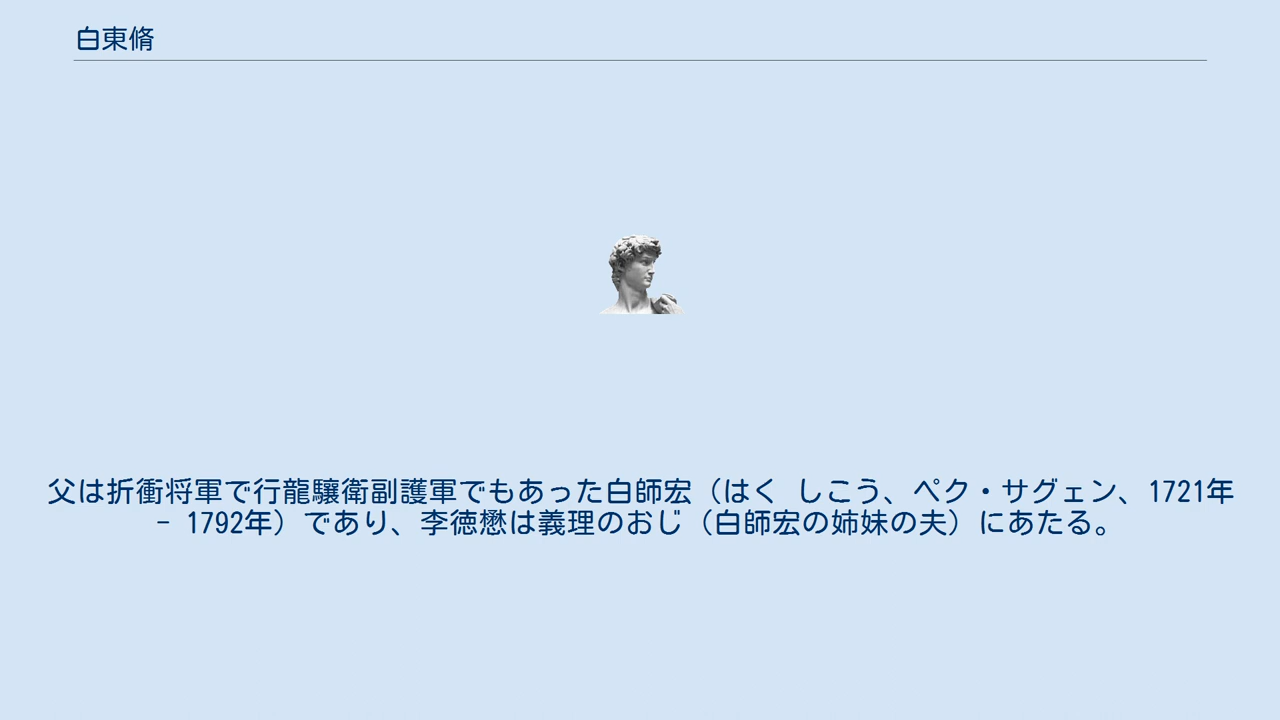 白東脩
父は折衝将軍で行龍驤衛副護軍でもあった白師宏（はく しこう、ペク・サグェン、1721年
- 1792年）であり、李徳懋は義理のおじ（白師宏の姉妹の夫）にあたる。